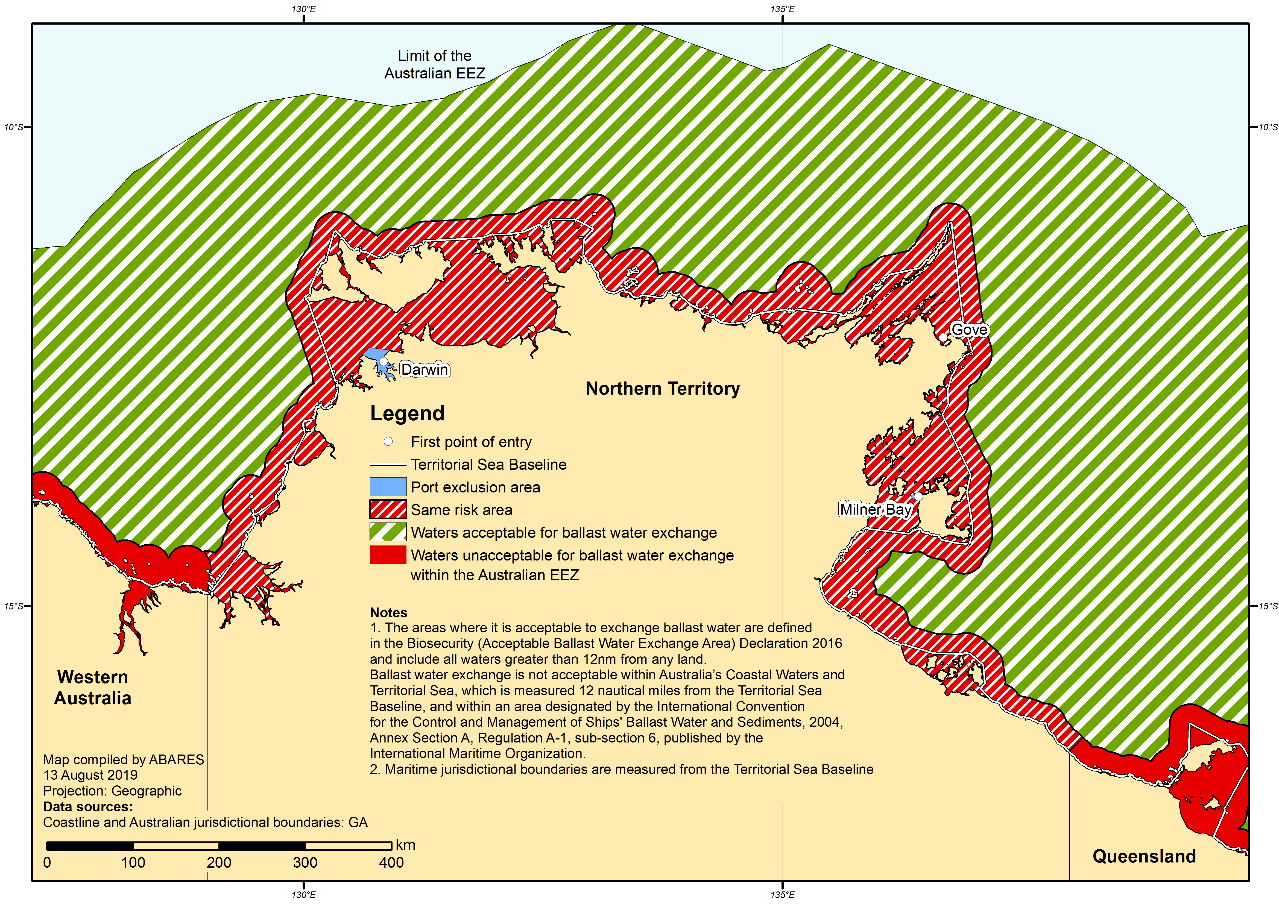 130°E
135°E
Limit of the
Australian EEZ
10°S
10°S
Gove
Darwin
Northern Territory
Legend
First point of entry
Territorial Sea Baseline
Port exclusion area
Same risk area
Waters acceptable for ballast water exchange
Waters unacceptable for ballast water exchange
within the Australian EEZ
Milner Bay
15°S
15°S
Notes
1. The areas where it is acceptable to exchange ballast water are defined
in the Biosecurity (Acceptable Ballast Water Exchange Area) Declaration 2016
and include all waters greater than 12nm from any land.
Ballast water exchange is not acceptable within Australia's Coastal Waters and
Territorial Sea, which is measured 12 nautical miles from the Territorial Sea
Baseline, and within an area designated by the International Convention
for the Control and Management of Ships' Ballast Water and Sediments, 2004,
Annex Section A, Regulation A-1, sub-section 6, published by the
International Maritime Organization.
2. Maritime jurisdictional boundaries are measured from the Territorial Sea Baseline
Western
Australia
Map compiled by ABARES
13 August 2019
Projection: Geographic
Data sources:
Coastline and Australian jurisdictional boundaries: GA
km
0 100 200 300 400
Queensland
130°E
135°E